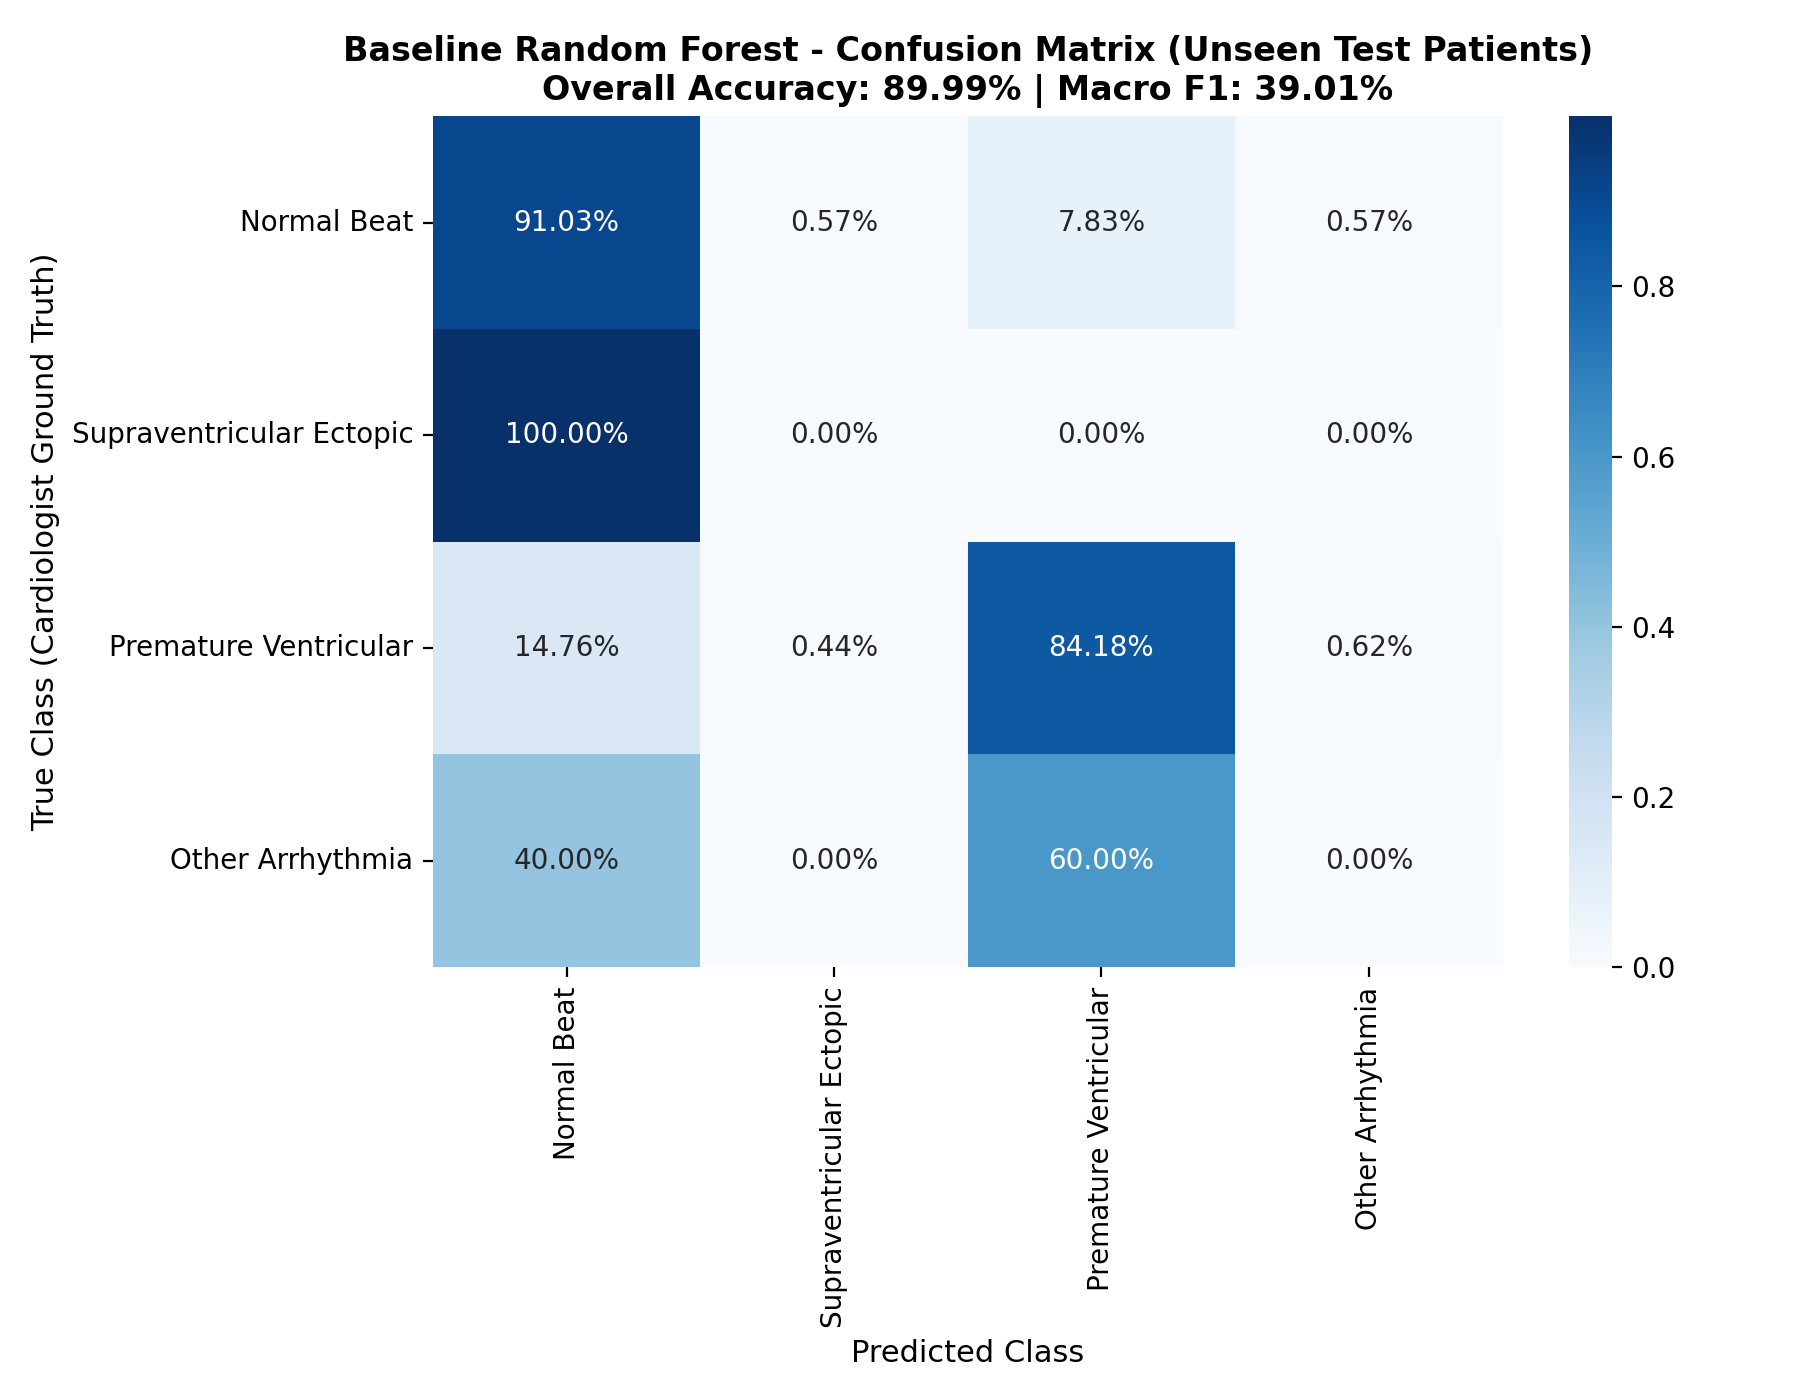 Baseline Random Forest - Confusion Matrix (Unseen Test Patients)
Overall Accuracy: 89.99% | Macro F1: 39.01%
True Class (Cardiologist Ground Truth)
Normal Beat 91.03% 0.57% 7.83% 0.57%
Supraventricular Ectopic 100.00% 0.00% 0.00% 0.00%
Premature Ventricular 14.76% 0.44% 84.18% 0.62%
Other Arrhythmia 40.00% 0.00% 60.00% 0.00%
0.8
0.6
0.4
0.2
0.0
Normal Beat
Supraventricular Ectopic
Premature Ventricular
Other Arrhythmia
Predicted Class